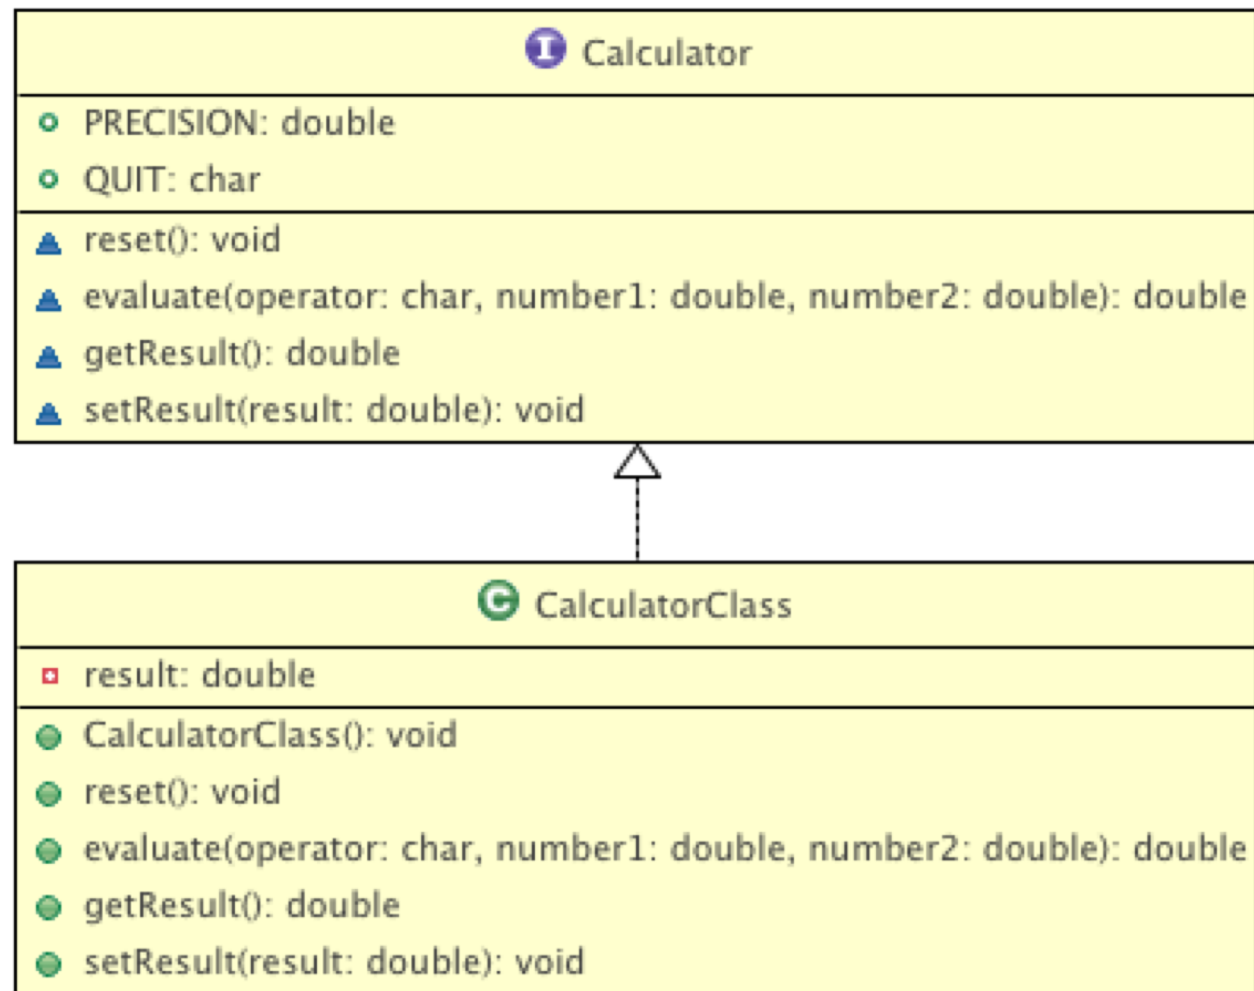 I Calculator
PRECISION: double
QUIT: char
reset(): void
evaluate(operator: char, number1: double, number2: double): double
getResult(): double
setResult(result: double): void
C CalculatorClass
result: double
CalculatorClass(): void
reset(): void
evaluate(operator: char, number1: double, number2: double): double
getResult(): double
setResult(result: double): void